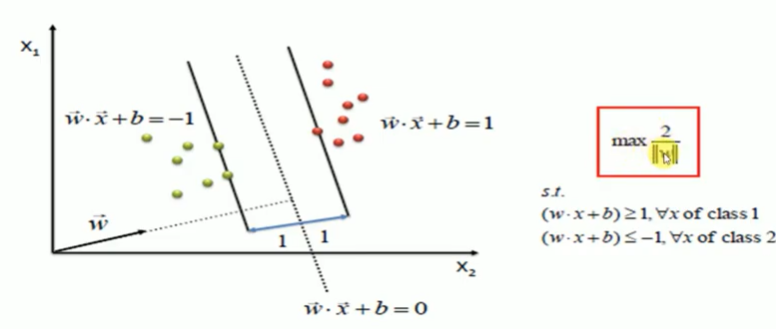 X₁
w⃗·x⃗+b=−1
w⃗·x⃗+b=1
w⃗
1 1
X₂
w⃗·x⃗+b=0
max 2/‖w‖
s.t.
(w·x+b)≥1,∀x of class 1
(w·x+b)≤−1,∀x of class 2